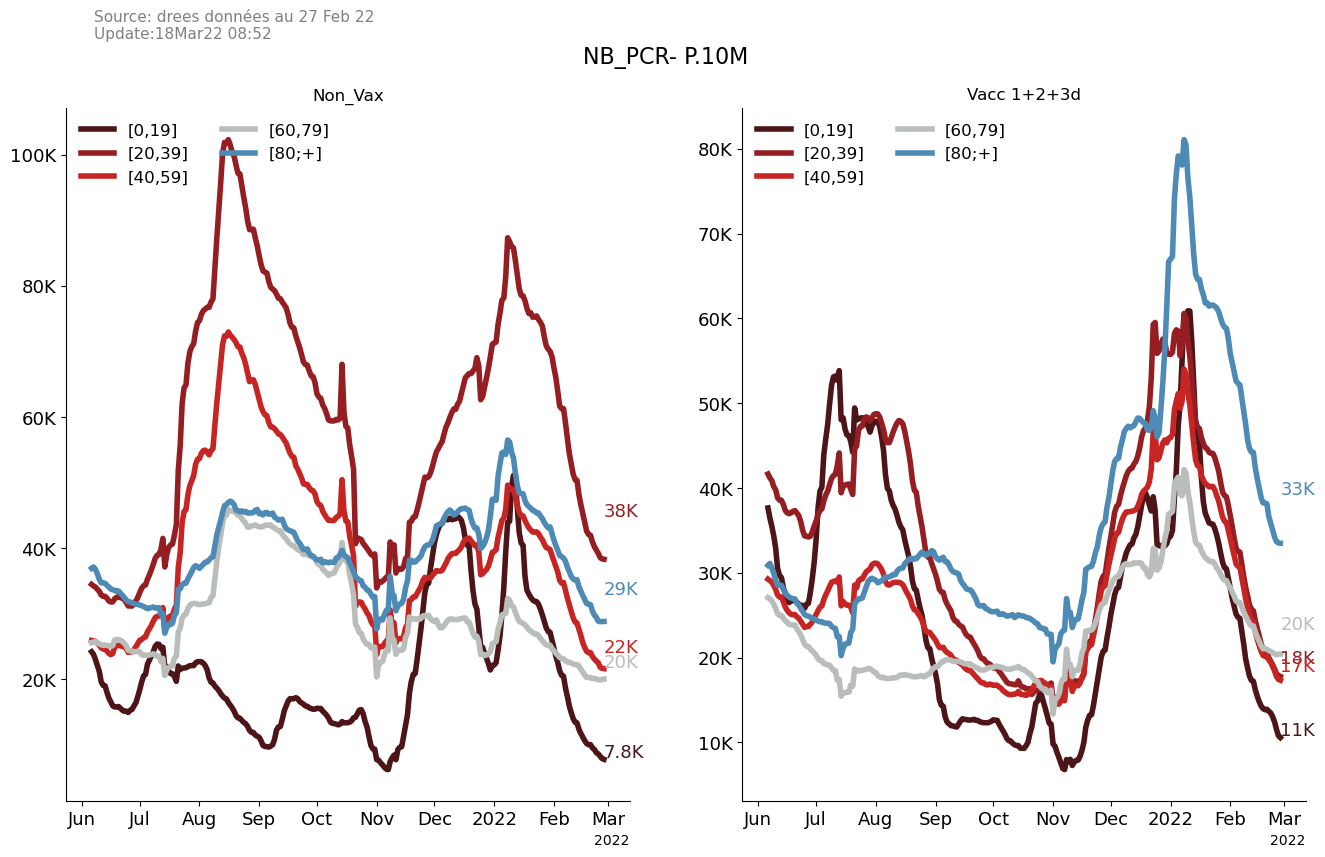 Source: drees données au 27 Feb 22
Update:18Mar22 08:52
NB_PCR- P.10M
Non_Vax
[0,19]
[20,39]
[40,59]
[60,79]
[80;+]
100K
80K
60K
40K
20K
38K
29K
22K
20K
7.8K
Jun Jul Aug Sep Oct Nov Dec 2022 Feb Mar
2022
Vacc 1+2+3d
[0,19]
[20,39]
[40,59]
[60,79]
[80;+]
80K
70K
60K
50K
40K
30K
20K
10K
33K
20K
18K
17K
11K
Jun Jul Aug Sep Oct Nov Dec 2022 Feb Mar
2022